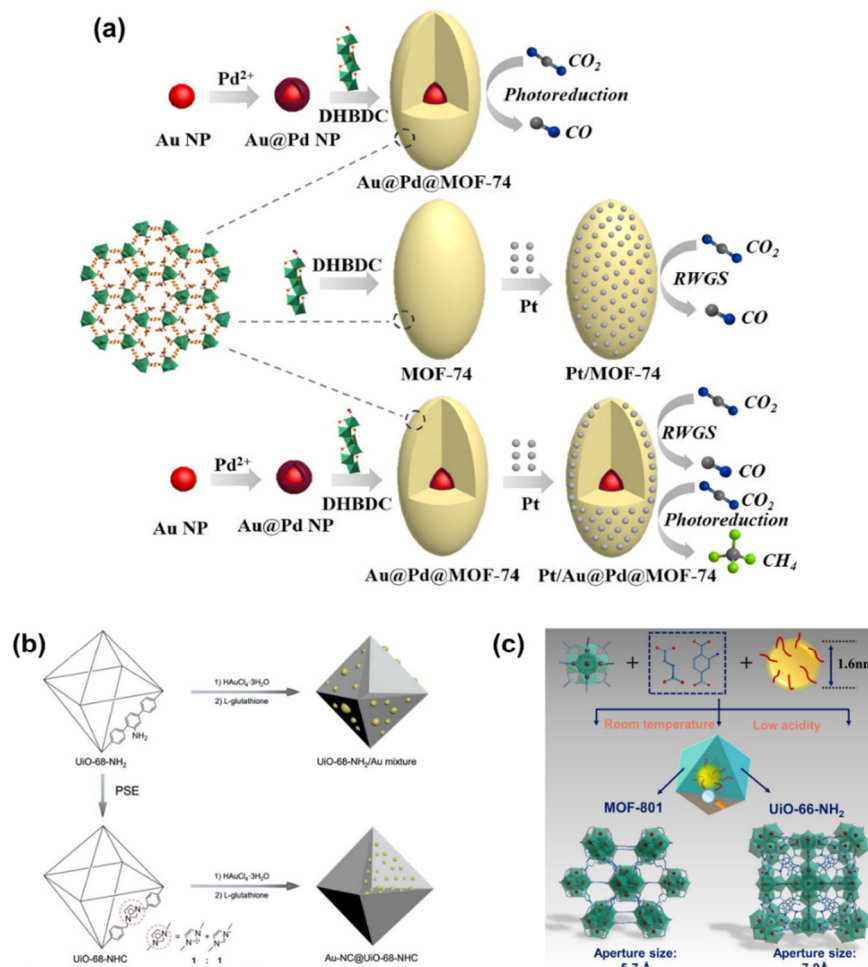 (a)
Pd²⁺
DHBDC
Au NP
Au@Pd NP
Au@Pd@MOF-74
CO₂
Photoreduction
CO
DHBDC
MOF-74
Pt
Pt/MOF-74
CO₂
RWGS
CO
Pd²⁺
DHBDC
Au NP
Au@Pd NP
Au@Pd@MOF-74
Pt
Pt/Au@Pd@MOF-74
CO₂
RWGS
CO
CO₂
Photoreduction
CH₄
(b)
NH₂
UiO-68-NH₂
1) HAuCl₄·3H₂O
2) L-glutathione
UiO-68-NH₂/Au mixture
PSE
UiO-68-NHC
1 : 1
1) HAuCl₄·3H₂O
2) L-glutathione
Au-NC@UiO-68-NHC
(c)
1.6nm
Room temperature
Low acidity
MOF-801
UiO-66-NH₂
Aperture size:
Aperture size: